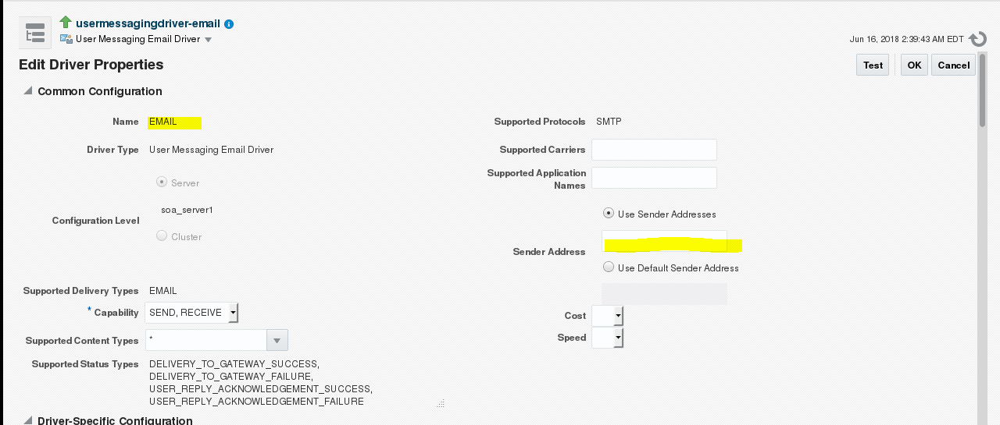 usermessagingdriver-email
User Messaging Email Driver
Jun 16, 2018 2:39:43 AM EDT
Edit Driver Properties
Test OK Cancel
Common Configuration
Name EMAIL
Driver Type User Messaging Email Driver
Server
soa_server1
Configuration Level
Cluster
Supported Delivery Types EMAIL
* Capability SEND, RECEIVE
Supported Content Types *
Supported Status Types DELIVERY_TO_GATEWAY_SUCCESS,
DELIVERY_TO_GATEWAY_FAILURE,
USER_REPLY_ACKNOWLEDGEMENT_SUCCESS,
USER_REPLY_ACKNOWLEDGEMENT_FAILURE
Supported Protocols SMTP
Supported Carriers
Supported Application
Names
Use Sender Addresses
Sender Address
Use Default Sender Address
Cost
Speed
Driver-Specific Configuration